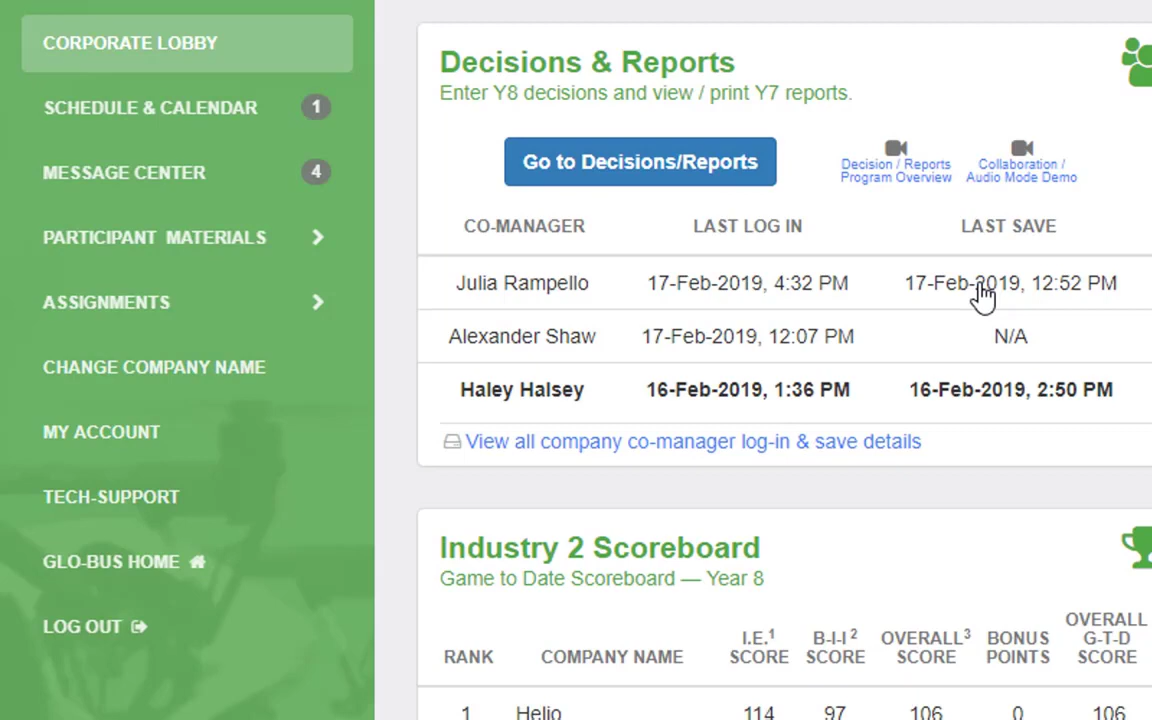 CORPORATE LOBBY
SCHEDULE & CALENDAR 1
MESSAGE CENTER 4
PARTICIPANT MATERIALS
ASSIGNMENTS
CHANGE COMPANY NAME
MY ACCOUNT
TECH-SUPPORT
GLO-BUS HOME
LOG OUT
Decisions & Reports
Enter Y8 decisions and view / print Y7 reports.
Go to Decisions/Reports
Decision / Reports
Program Overview
Collaboration /
Audio Mode Demo
CO-MANAGER LAST LOG IN LAST SAVE
Julia Rampello 17-Feb-2019, 4:32 PM 17-Feb-2019, 12:52 PM
Alexander Shaw 17-Feb-2019, 12:07 PM N/A
Haley Halsey 16-Feb-2019, 1:36 PM 16-Feb-2019, 2:50 PM
View all company co-manager log-in & save details
Industry 2 Scoreboard
Game to Date Scoreboard — Year 8
RANK COMPANY NAME I.E.1 SCORE B-I-I2 SCORE OVERALL3 SCORE BONUS POINTS OVERALL G-T-D SCORE
1 Helio 114 97 106 0 106